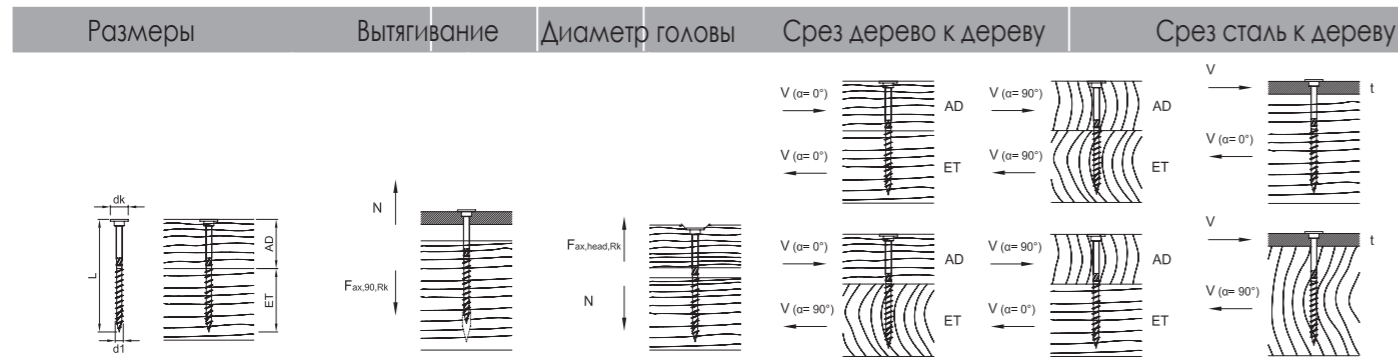 Размеры
Вытягивание
Диаметр головы
Срез дерево к дереву
Срез сталь к дереву
dk
L
d1
AD
ET
N
Fax,90,Rk
Fax,head,Rk
N
V (α= 0°)
AD
V (α= 0°)
ET
V (α= 90°)
AD
V (α= 90°)
ET
V
t
V (α= 0°)
V (α= 0°)
AD
V (α= 90°)
ET
V (α= 90°)
AD
V (α= 0°)
ET
V
t
V (α= 90°)